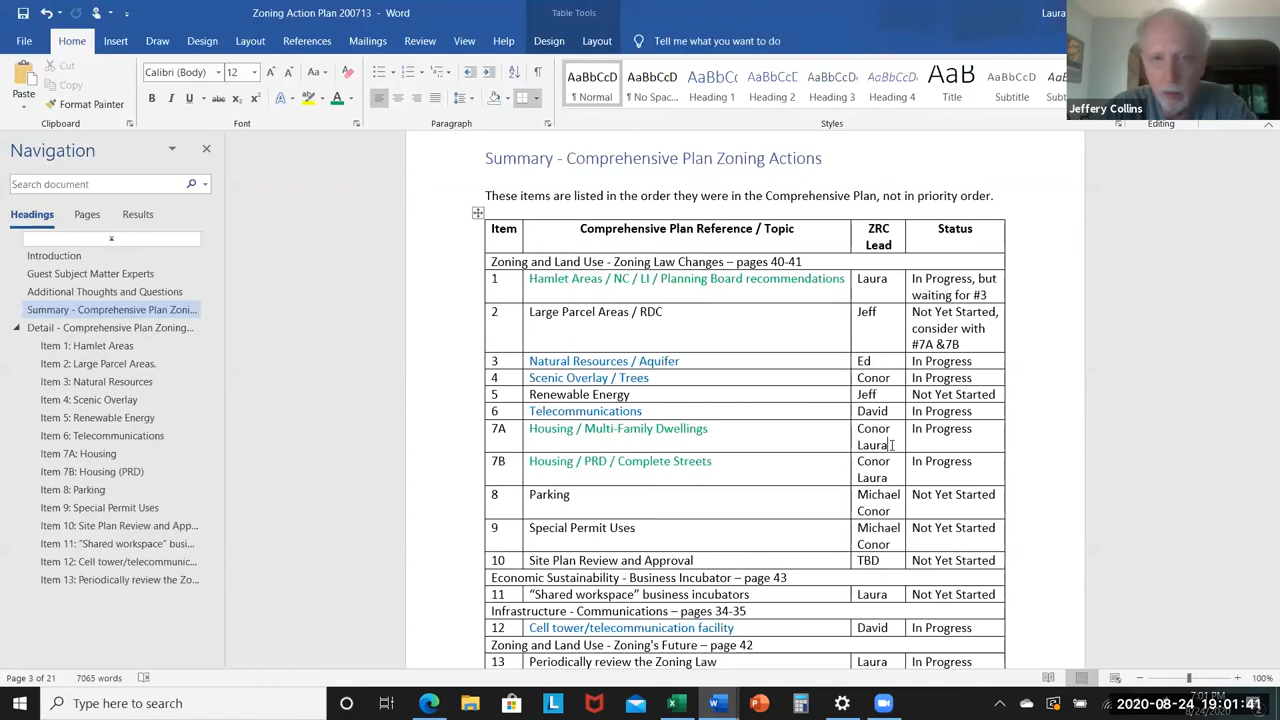 Zoning Action Plan 200713 - Word
Table Tools
Laura
File Home Insert Draw Design Layout References Mailings Review View Help Design Layout Tell me what you want to do
Paste
Cut
Copy
Format Painter
Clipboard
Calibri (Body) 12
Font
Paragraph
AaBbCcD AaBbCcD AaBbC AaBbCcD AaBbCcI AaBbCcD AaB AaBbCcD
¶ Normal ¶ No Spac... Heading 1 Heading 2 Heading 3 Heading 4 Title Subtitle
Styles
Editing
Jeffery Collins
Navigation
Search document
Headings Pages Results
Introduction
Guest Subject Matter Experts
Additional Thoughts and Questions
Summary - Comprehensive Plan Zoni...
Detail - Comprehensive Plan Zoning...
Item 1: Hamlet Areas
Item 2: Large Parcel Areas.
Item 3: Natural Resources
Item 4: Scenic Overlay
Item 5: Renewable Energy
Item 6: Telecommunications
Item 7A: Housing
Item 7B: Housing (PRD)
Item 8: Parking
Item 9: Special Permit Uses
Item 10: Site Plan Review and App...
Item 11: “Shared workspace” busi...
Item 12: Cell tower/telecommunic...
Item 13: Periodically review the Zo...
Summary - Comprehensive Plan Zoning Actions
These items are listed in the order they were in the Comprehensive Plan, not in priority order.
Item Comprehensive Plan Reference / Topic ZRC Lead Status
Zoning and Land Use - Zoning Law Changes – pages 40-41
1 Hamlet Areas / NC / LI / Planning Board recommendations Laura In Progress, but
waiting for #3
2 Large Parcel Areas / RDC Jeff Not Yet Started,
consider with
#7A &7B
3 Natural Resources / Aquifer Ed In Progress
4 Scenic Overlay / Trees Conor In Progress
5 Renewable Energy Jeff Not Yet Started
6 Telecommunications David In Progress
7A Housing / Multi-Family Dwellings Conor In Progress
Laura
7B Housing / PRD / Complete Streets Conor In Progress
Laura
8 Parking Michael Not Yet Started
Conor
9 Special Permit Uses Michael Not Yet Started
Conor
10 Site Plan Review and Approval TBD Not Yet Started
Economic Sustainability - Business Incubator – page 43
11 “Shared workspace” business incubators Laura Not Yet Started
Infrastructure - Communications – pages 34-35
12 Cell tower/telecommunication facility David In Progress
Zoning and Land Use - Zoning's Future – page 42
13 Periodically review the Zoning Law Laura In Progress
Page 3 of 21 7065 words
100%
Type here to search
7:01 PM
8/24/2020
2020-08-24 19:01:41